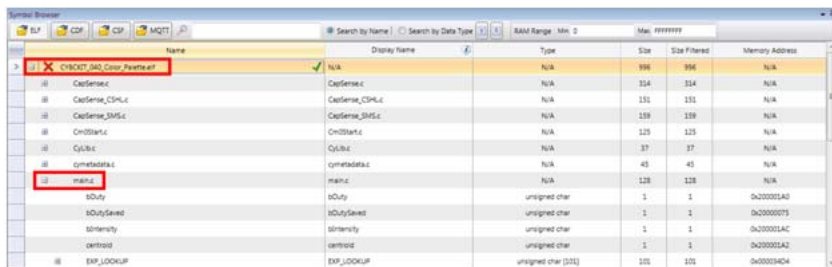 Symbol Browser
ELF CDF CSF MQTT Search by Name Search by Data Type RAM Range: Min: 0 Max: FFFFFFFF
Name Display Name Type Size Size Filtered Memory Address
CY8CKIT_040_Color_Palette.elf N/A N/A 996 996 N/A
CapSense.c CapSense.c N/A 314 314 N/A
CapSense_CSHL.c CapSense_CSHL.c N/A 151 151 N/A
CapSense_SMS.c CapSense_SMS.c N/A 159 159 N/A
Cm0Start.c Cm0Start.c N/A 125 125 N/A
CyLib.c CyLib.c N/A 37 37 N/A
cymetadata.c cymetadata.c N/A 45 45 N/A
main.c main.c N/A 128 128 N/A
bDuty bDuty unsigned char 1 1 0x200001A0
bDutySaved bDutySaved unsigned char 1 1 0x20000075
bIntensity bIntensity unsigned char 1 1 0x200001AC
centroid centroid unsigned char 1 1 0x200001A2
EXP_LOOKUP EXP_LOOKUP unsigned char [101] 101 101 0x000034D4